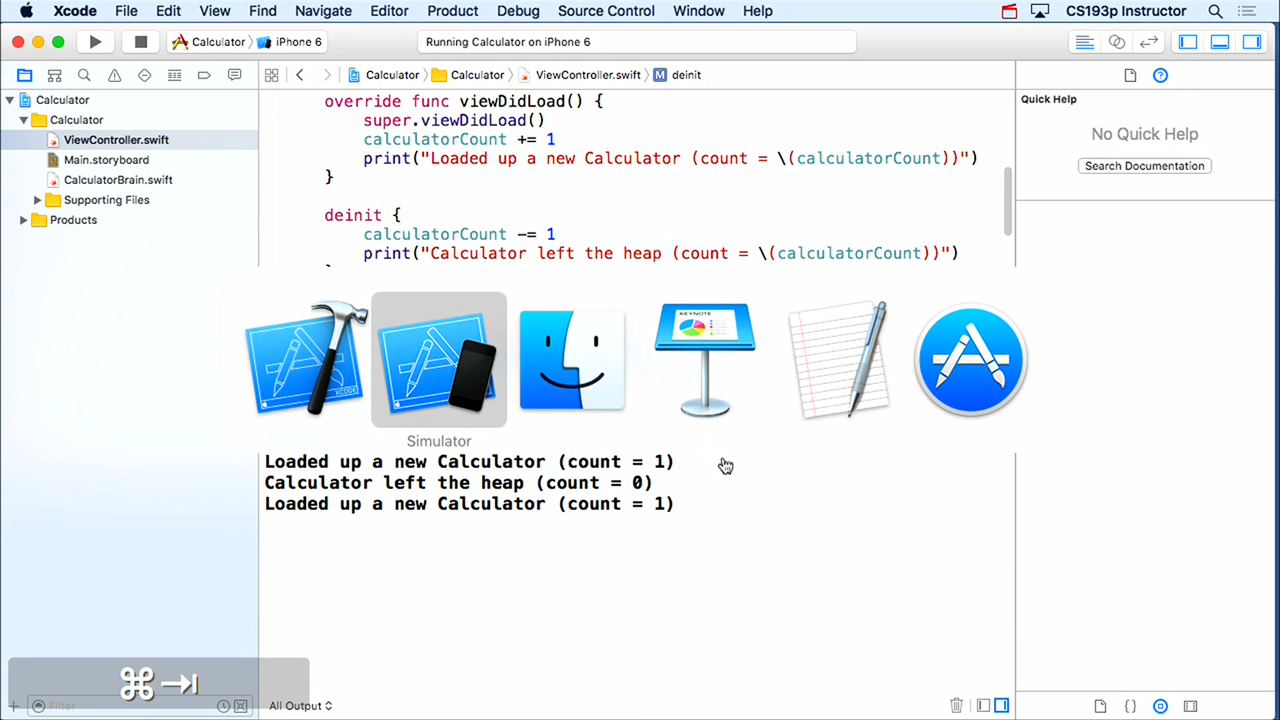 Xcode File Edit View Find Navigate Editor Product Debug Source Control Window Help CS193p Instructor
Calculator iPhone 6 Running Calculator on iPhone 6
Calculator Calculator ViewController.swift M deinit
Calculator
Calculator
ViewController.swift
Main.storyboard
CalculatorBrain.swift
Supporting Files
Products
override func viewDidLoad() {
super.viewDidLoad()
calculatorCount += 1
print("Loaded up a new Calculator (count = \(calculatorCount))")
}
deinit {
calculatorCount -= 1
print("Calculator left the heap (count = \(calculatorCount))")
Quick Help
No Quick Help
Search Documentation
XCODE
KEYNOTE
Simulator
Loaded up a new Calculator (count = 1)
Calculator left the heap (count = 0)
Loaded up a new Calculator (count = 1)
⌘⇥
Filter
All Output